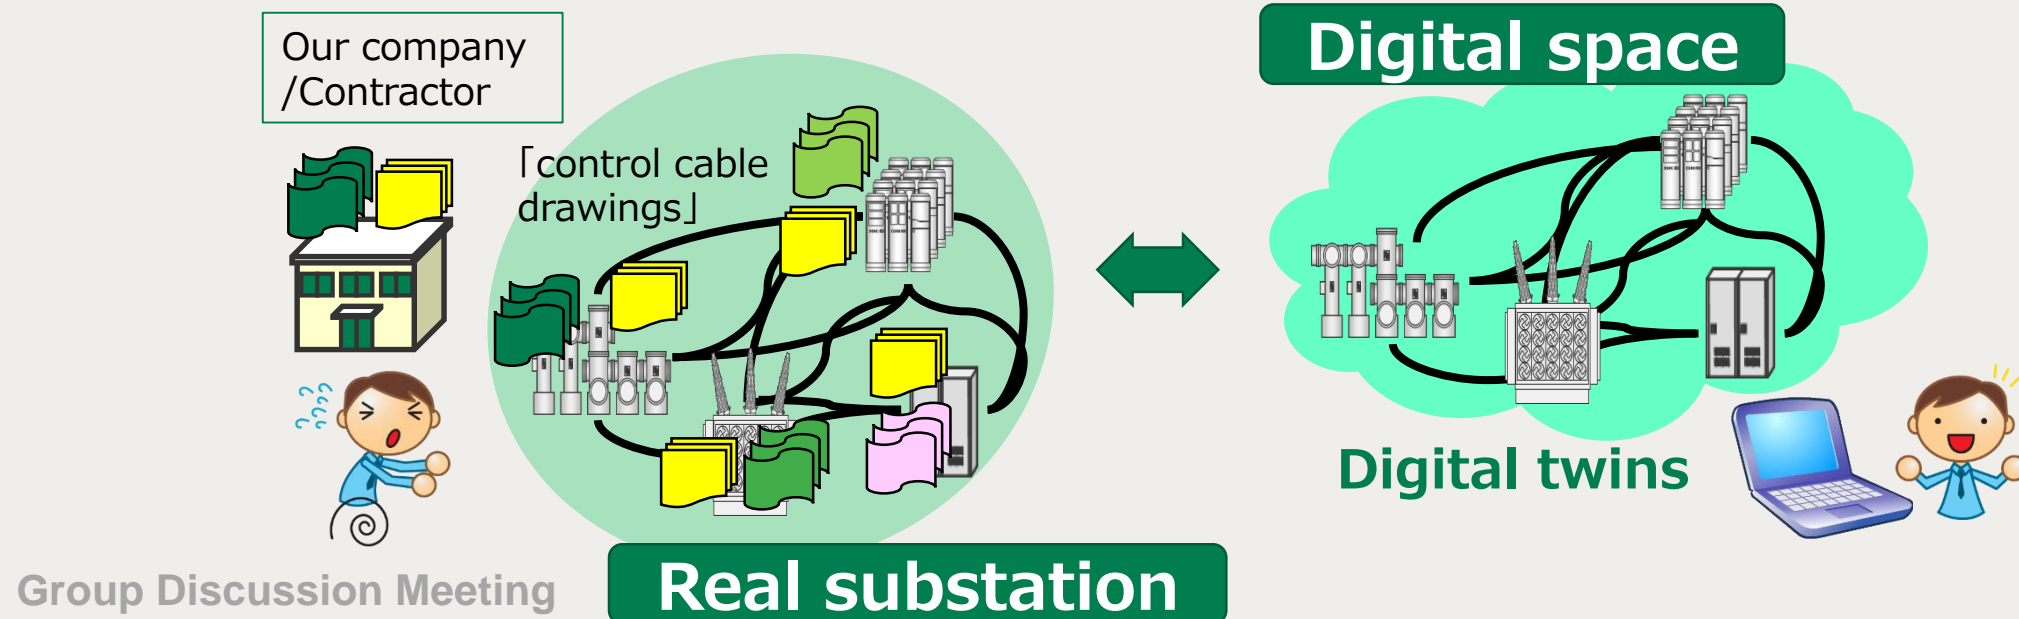 Our company
/Contractor
「control cable
drawings」
Digital space
Digital twins
Real substation
Group Discussion Meeting